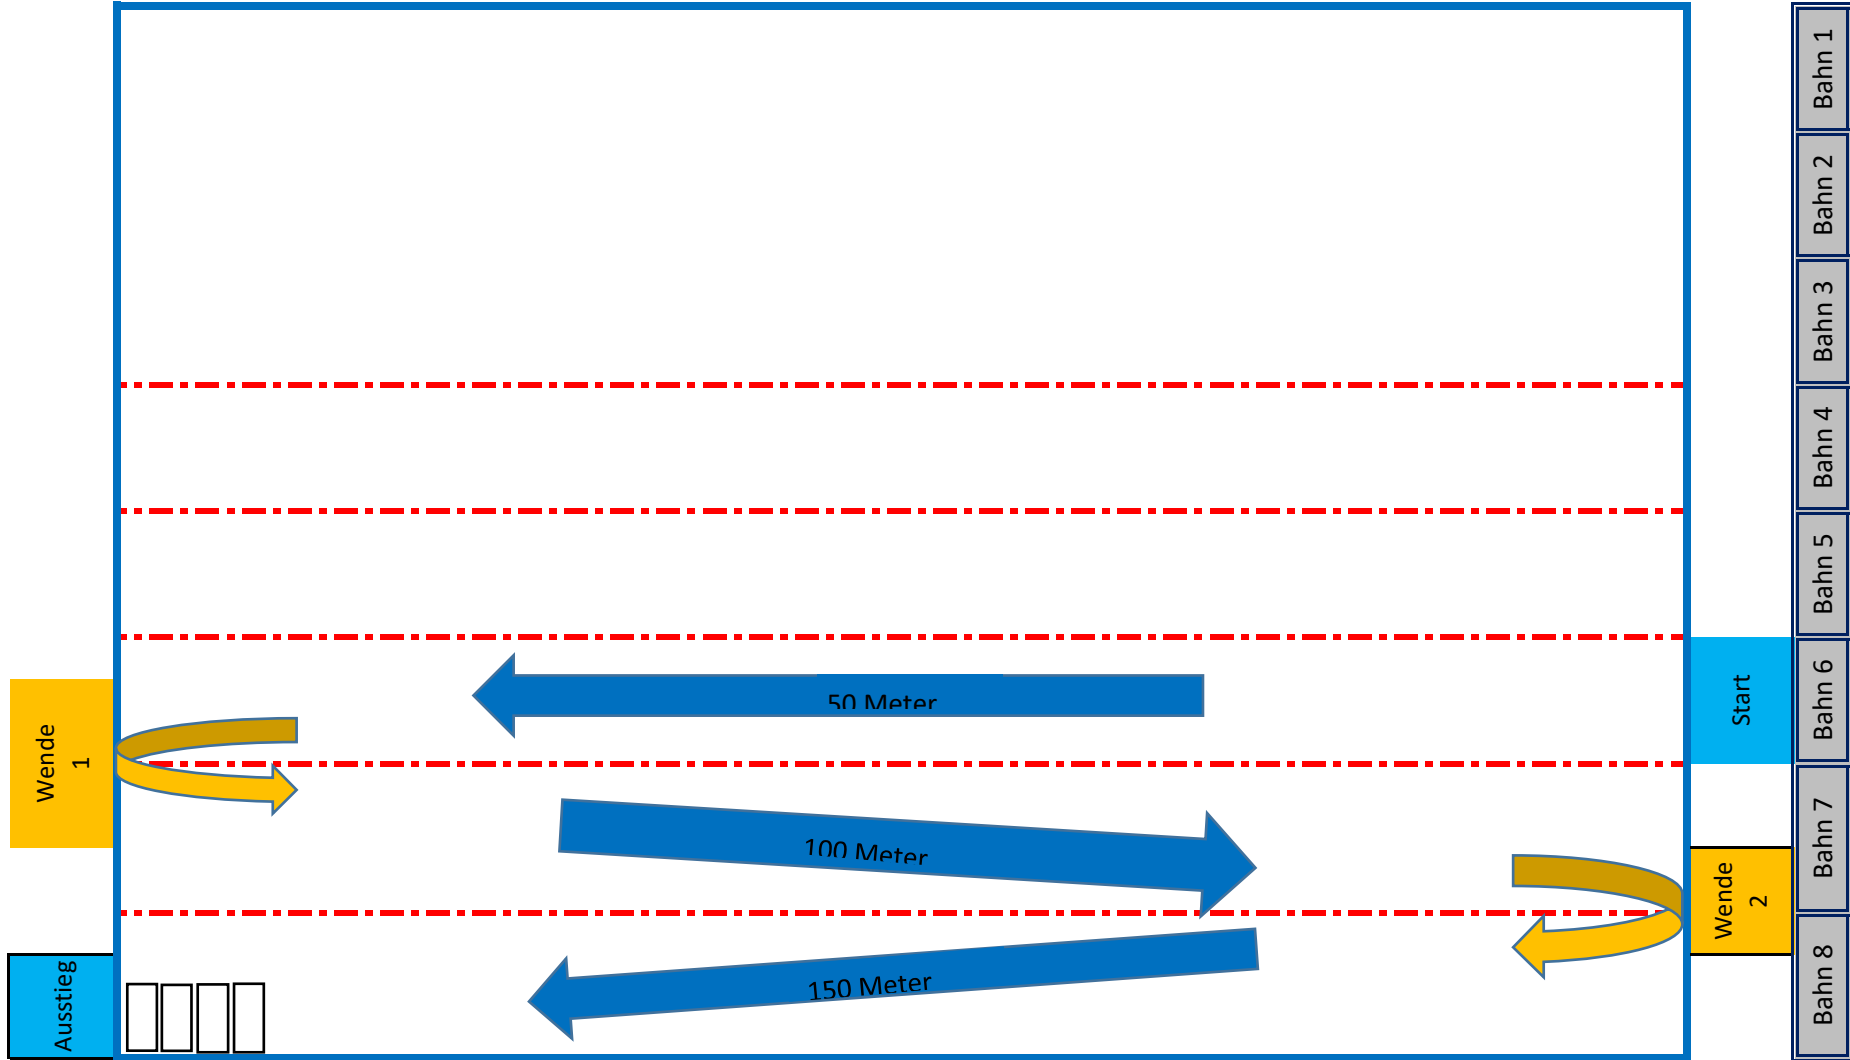 Bahn 1
Bahn 2
Bahn 3
Bahn 4
Bahn 5
Bahn 6
Bahn 7
Bahn 8
Start
50 Meter
Wende
1
100 Meter
Wende
2
150 Meter
Ausstieg